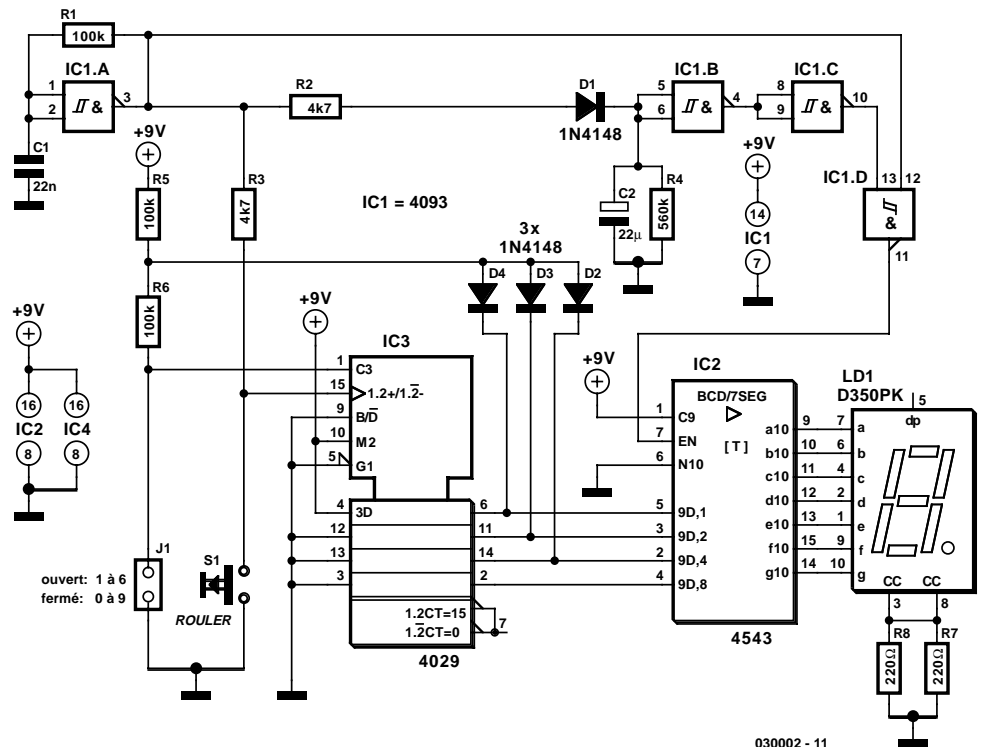 R1
100k
IC1.A
1
2
3
&
C1
22n
+9V
R5
100k
R6
100k
R3
4k7
R2
4k7
IC1 = 4093
D1
1N4148
IC1.B
5
6
4
&
IC1.C
8
9
10
&
C2
22µ
R4
560k
+9V
14
IC1
7
IC1.D
13
12
&
11
3x
1N4148
D4
D3
D2
+9V
16
16
IC2
IC4
8
8
+9V
IC3
1
C3
15
1.2+/1.2̅-
9
B/D̅
10
M2
5
G1
4
3D
6
12
11
13
14
3
2
1.2CT=15
1.2̅CT=0
7
4029
J1
ouvert: 1 à 6
fermé: 0 à 9
S1
ROULER
+9V
IC2
BCD/7SEG
[T]
1
C9
7
EN
6
N10
5
9D,1
3
9D,2
2
9D,4
4
9D,8
a10
9
7
a
b10
10
6
b
c10
11
4
c
d10
12
2
d
e10
13
1
e
f10
15
9
f
g10
14
10
g
4543
LD1
D350PK
5
dp
CC
CC
3
8
R8
220Ω
R7
220Ω
030002 - 11